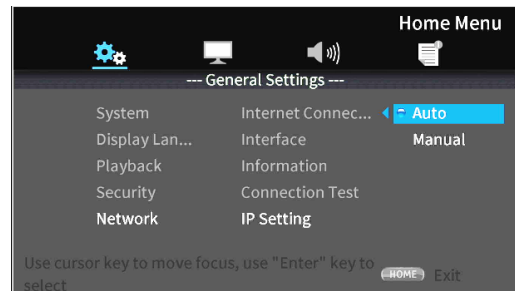 Home Menu
--- General Settings ---
System Internet Connec... Auto
Display Lan... Interface Manual
Playback Information
Security Connection Test
Network IP Setting
Use cursor key to move focus, use "Enter" key to
select
HOME Exit